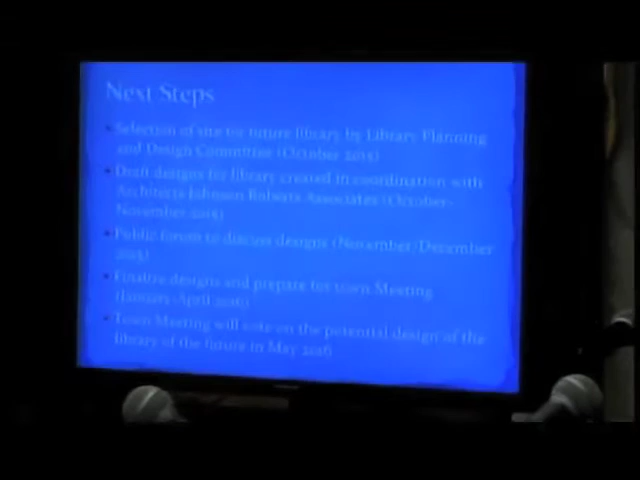 Next Steps
• Selection of site for future library by Library Planning
and Design Committee (October 2015)
• Draft designs for library created in coordination with
Architects Johnson Roberts Associates (October-
November 2015)
• Public forum to discuss designs (November/December
2015)
• Finalize designs and prepare for town Meeting
(January-April 2016)
• Town Meeting will vote on the potential design of the
library of the future in May 2016